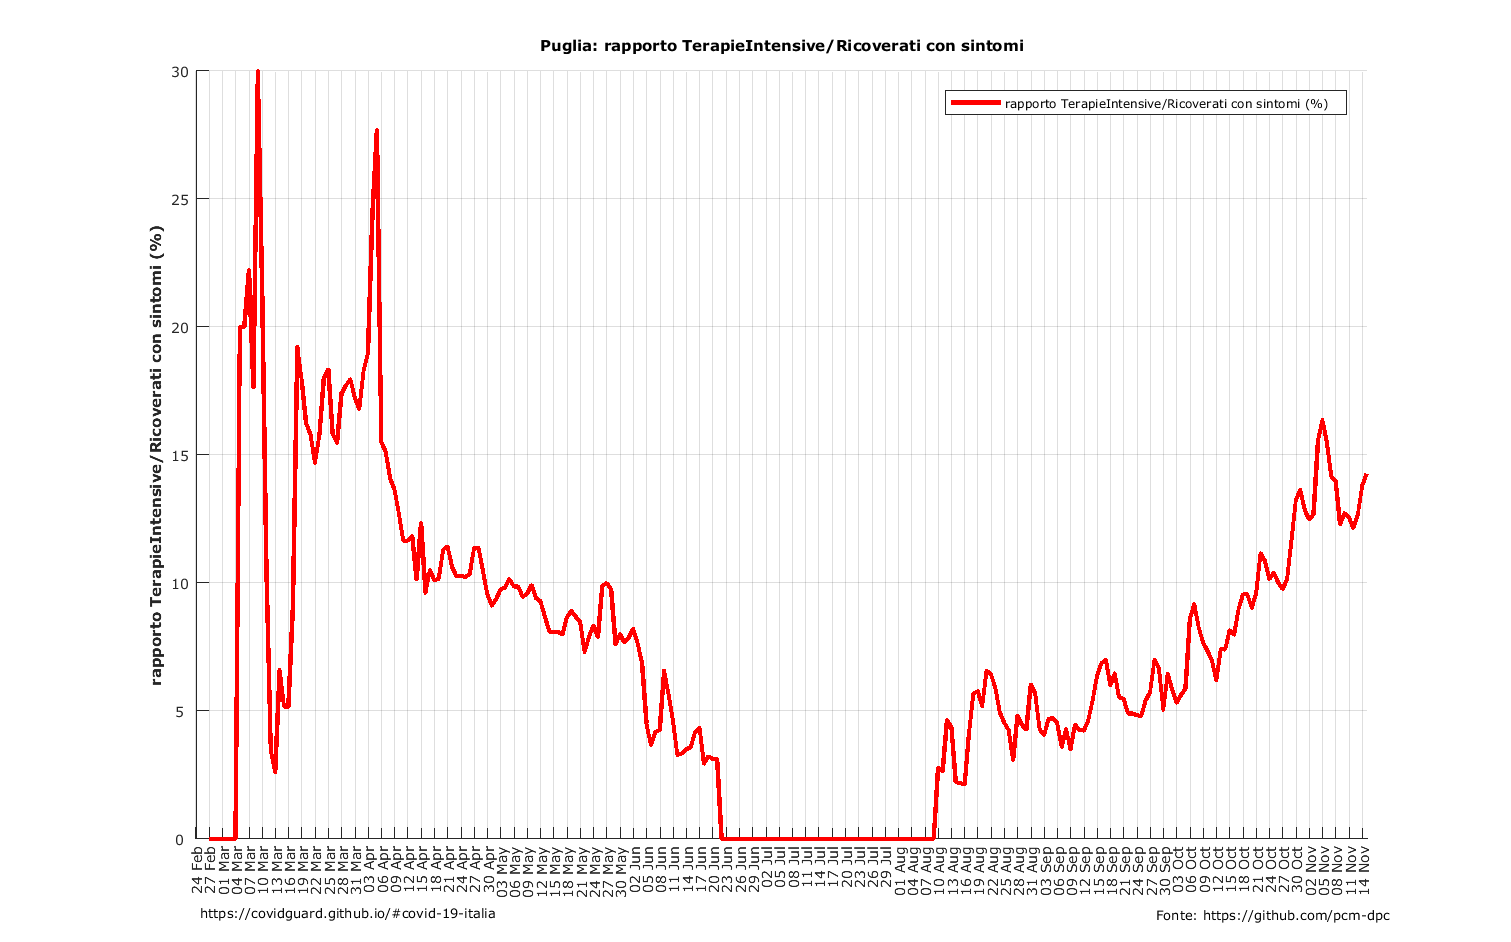 Puglia: rapporto TerapieIntensive/Ricoverati con sintomi
rapporto TerapieIntensive/Ricoverati con sintomi (%)
rapporto TerapieIntensive/Ricoverati con sintomi (%)
30
25
20
15
10
5
0
24 Feb
27 Feb
01 Mar
04 Mar
07 Mar
10 Mar
13 Mar
16 Mar
19 Mar
22 Mar
25 Mar
28 Mar
31 Mar
03 Apr
06 Apr
09 Apr
12 Apr
15 Apr
18 Apr
21 Apr
24 Apr
27 Apr
30 Apr
03 May
06 May
09 May
12 May
15 May
18 May
21 May
24 May
27 May
30 May
02 Jun
05 Jun
08 Jun
11 Jun
14 Jun
17 Jun
20 Jun
23 Jun
26 Jun
29 Jun
02 Jul
05 Jul
08 Jul
11 Jul
14 Jul
17 Jul
20 Jul
23 Jul
26 Jul
29 Jul
01 Aug
04 Aug
07 Aug
10 Aug
13 Aug
16 Aug
19 Aug
22 Aug
25 Aug
28 Aug
31 Aug
03 Sep
06 Sep
09 Sep
12 Sep
15 Sep
18 Sep
21 Sep
24 Sep
27 Sep
30 Sep
03 Oct
06 Oct
09 Oct
12 Oct
15 Oct
18 Oct
21 Oct
24 Oct
27 Oct
30 Oct
02 Nov
05 Nov
08 Nov
11 Nov
14 Nov
https://covidguard.github.io/#covid-19-italia
Fonte: https://github.com/pcm-dpc